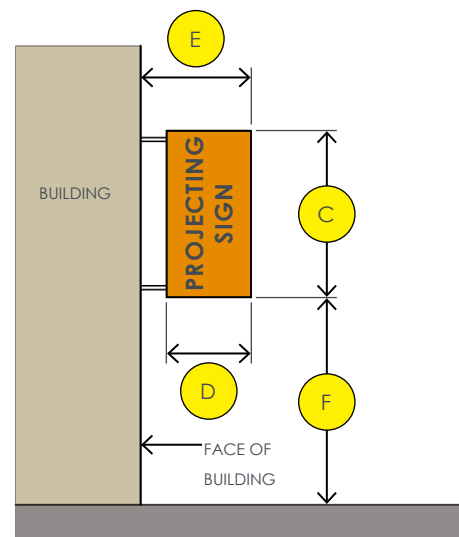 E
BUILDING
PROJECTING
SIGN
C
D
F
FACE OF
BUILDING